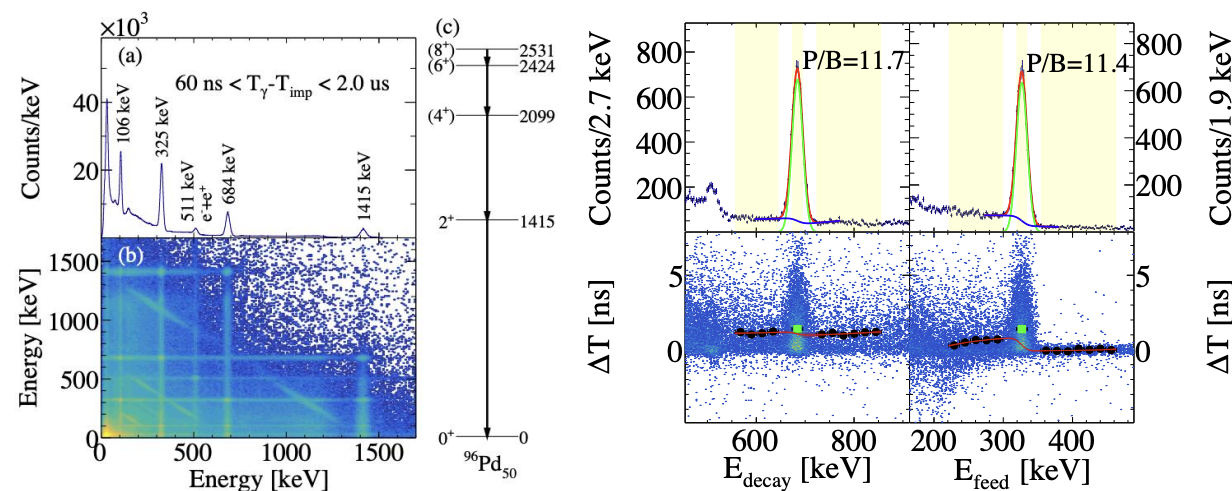 ×10³
(a)
60 ns < Tγ-Timp < 2.0 us
106 keV
325 keV
511 keV
e⁻+e⁺
684 keV
1415 keV
Counts/keV
40
20
(b)
Energy [keV]
1500
1000
500
0
0 500 1000 1500
Energy [keV]
(c)
(8⁺) 2531
(6⁺) 2424
(4⁺) 2099
2⁺ 1415
0⁺ 0
⁹⁶Pd₅₀
Counts/2.7 keV
800
600
400
200
P/B=11.7
P/B=11.4
800
600
400
200
Counts/1.9 keV
ΔT [ns]
5
0
5
0
ΔT [ns]
600 800
Edecay [keV]
200 300 400
Efeed [keV]